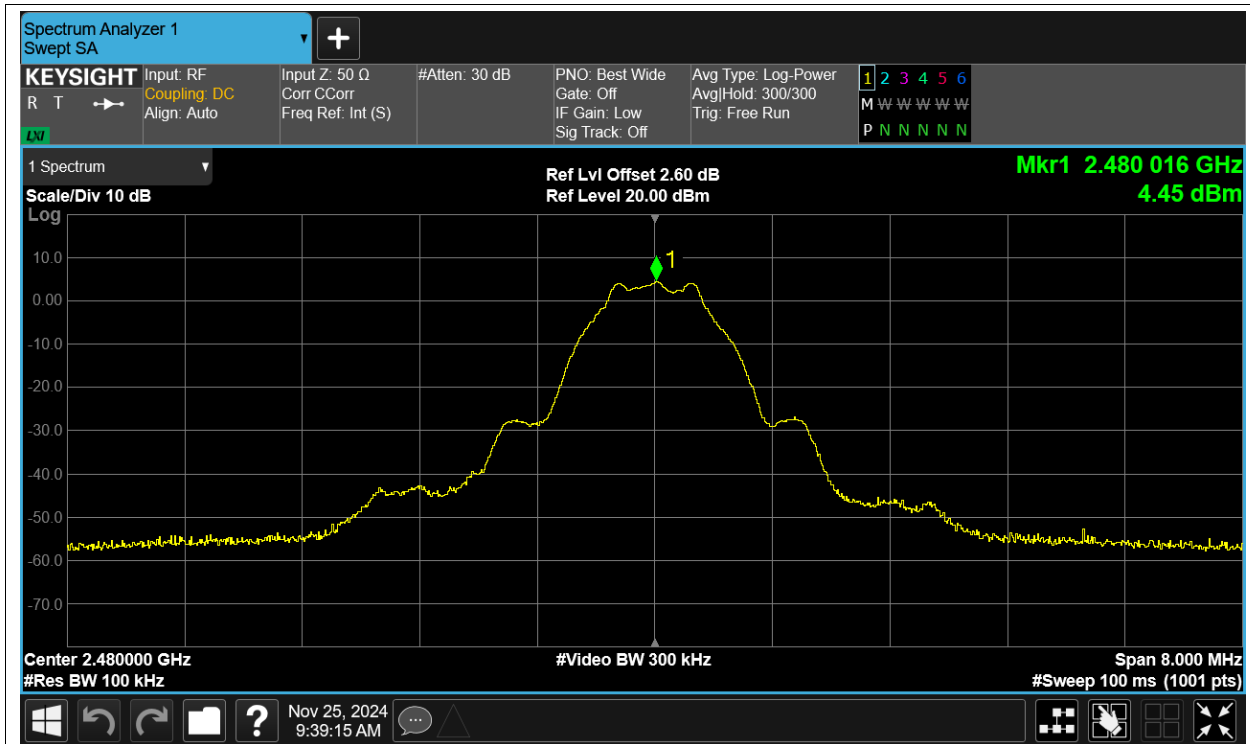 Spectrum Analyzer 1
Swept SA
+
KEYSIGHT
R T
LXI
Input: RF
Coupling: DC
Align: Auto
Input Z: 50 Ω
Corr CCorr
Freq Ref: Int (S)
#Atten: 30 dB
PNO: Best Wide
Gate: Off
IF Gain: Low
Sig Track: Off
Avg Type: Log-Power
Avg|Hold: 300/300
Trig: Free Run
1 2 3 4 5 6
M W W W W W
P N N N N N
1 Spectrum
Scale/Div 10 dB
Ref Lvl Offset 2.60 dB
Ref Level 20.00 dBm
Mkr1 2.480 016 GHz
4.45 dBm
Log
1
10.0
0.00
-10.0
-20.0
-30.0
-40.0
-50.0
-60.0
-70.0
Center 2.480000 GHz
#Res BW 100 kHz
#Video BW 300 kHz
Span 8.000 MHz
#Sweep 100 ms (1001 pts)
?
Nov 25, 2024
9:39:15 AM